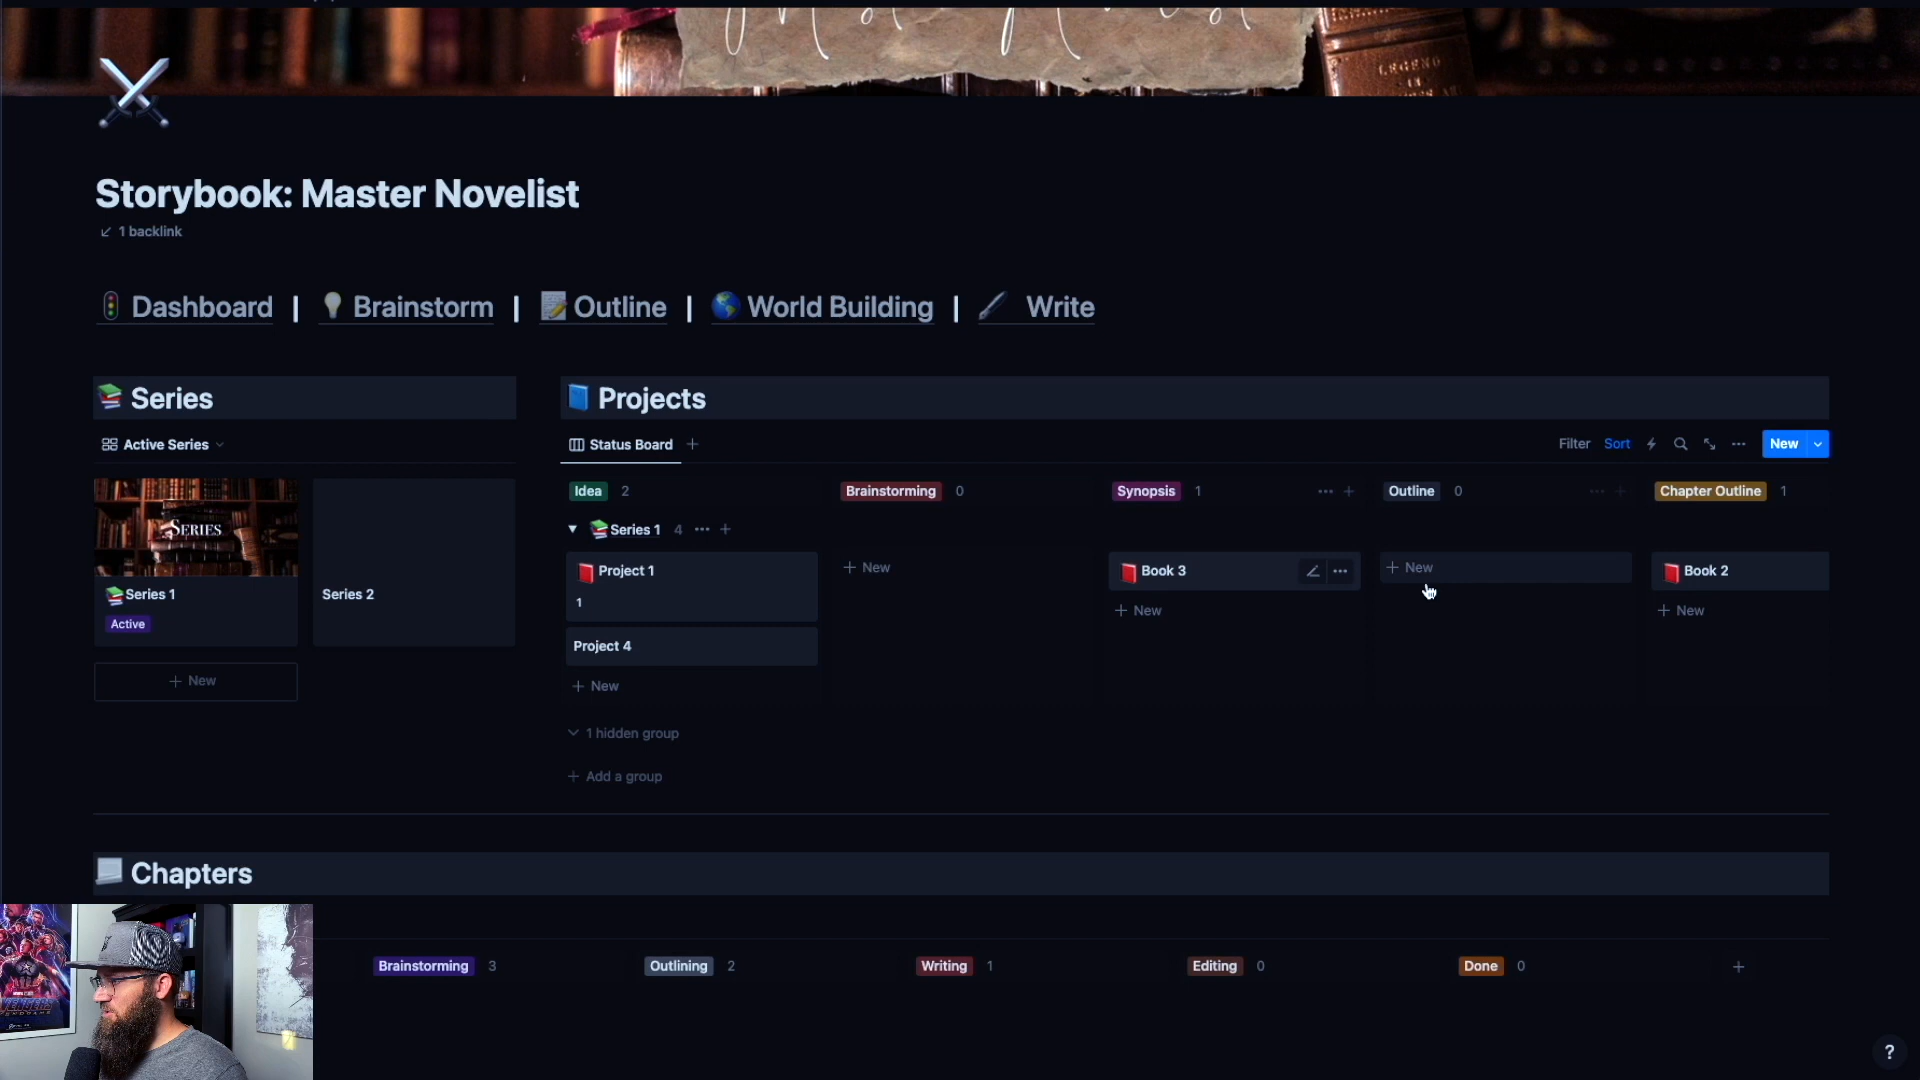 LEGEND
Storybook: Master Novelist
1 backlink
Dashboard | Brainstorm | Outline | World Building | Write
Series
Projects
Active Series
Status Board
Filter Sort New
Idea 2 Brainstorming 0 Synopsis 1 Outline 0 Chapter Outline 1
Series 1 4
SERIES
Series 1
Active
Series 2
New
Project 1
1
Project 4
New
New
Book 3
New
New
Book 2
New
1 hidden group
Add a group
Chapters
Brainstorming 3 Outlining 2 Writing 1 Editing 0 Done 0
?